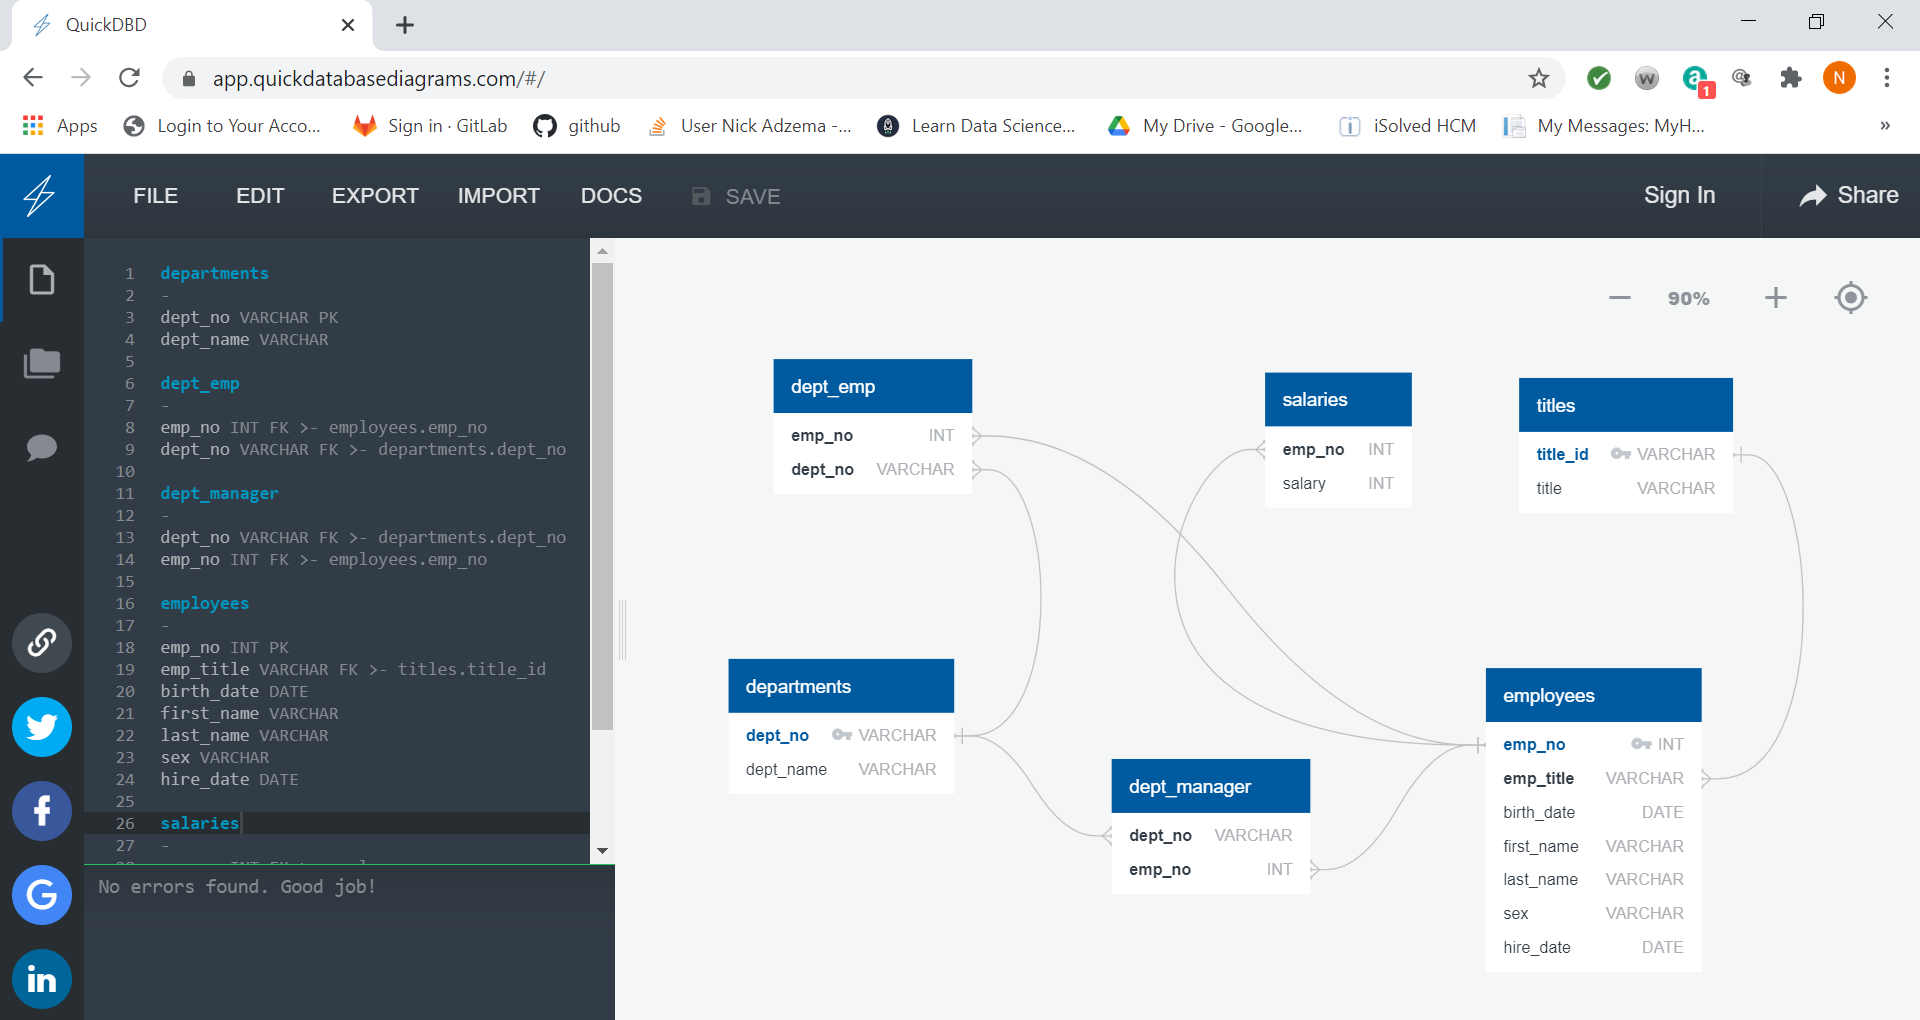 QuickDBD
app.quickdatabasediagrams.com/#/
W
a
1
N
Apps
Login to Your Acco...
Sign in · GitLab
github
User Nick Adzema -...
Learn Data Science...
My Drive - Google...
iSolved HCM
My Messages: MyH...
»
FILE
EDIT
EXPORT
IMPORT
DOCS
SAVE
Sign In
Share
1 departments
2 -
3 dept_no VARCHAR PK
4 dept_name VARCHAR
5
6 dept_emp
7 -
8 emp_no INT FK >- employees.emp_no
9 dept_no VARCHAR FK >- departments.dept_no
10
11 dept_manager
12 -
13 dept_no VARCHAR FK >- departments.dept_no
14 emp_no INT FK >- employees.emp_no
15
16 employees
17 -
18 emp_no INT PK
19 emp_title VARCHAR FK >- titles.title_id
20 birth_date DATE
21 first_name VARCHAR
22 last_name VARCHAR
23 sex VARCHAR
24 hire_date DATE
25
26 salaries
27 -
No errors found. Good job!
90%
dept_emp
emp_no INT
dept_no VARCHAR
salaries
emp_no INT
salary INT
titles
title_id VARCHAR
title VARCHAR
departments
dept_no VARCHAR
dept_name VARCHAR
dept_manager
dept_no VARCHAR
emp_no INT
employees
emp_no INT
emp_title VARCHAR
birth_date DATE
first_name VARCHAR
last_name VARCHAR
sex VARCHAR
hire_date DATE
f
G
in